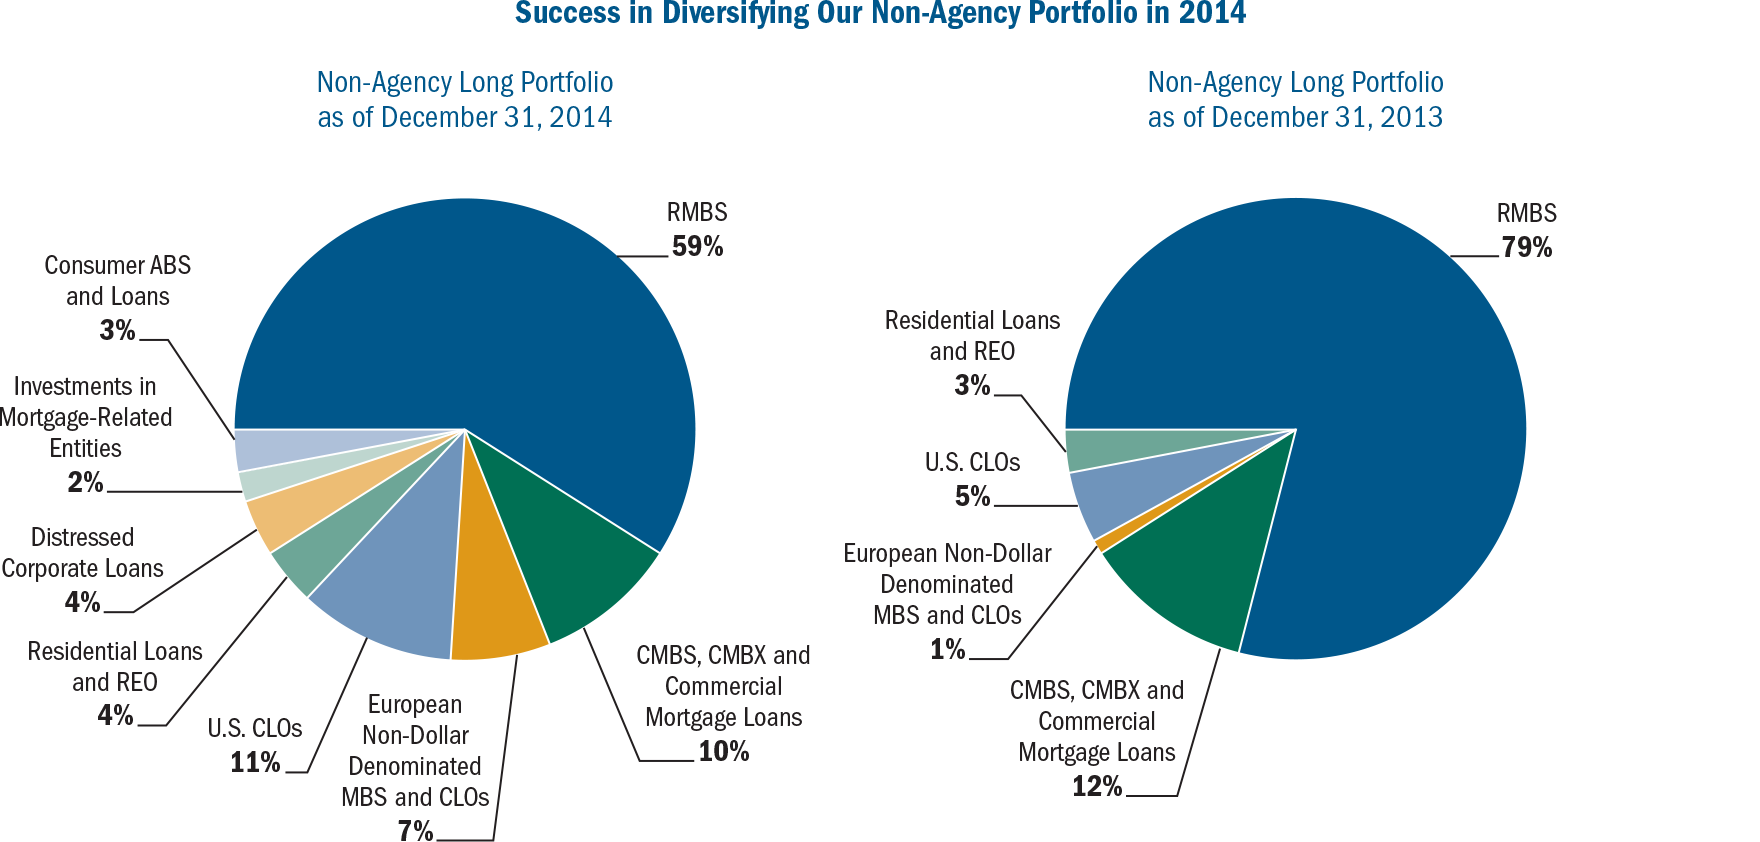 Success in Diversifying Our Non-Agency Portfolio in 2014
Non-Agency Long Portfolio
as of December 31, 2014
RMBS
59%
Consumer ABS
and Loans
3%
Investments in
Mortgage-Related
Entities
2%
Distressed
Corporate Loans
4%
Residential Loans
and REO
4%
U.S. CLOs
11%
European
Non-Dollar
Denominated
MBS and CLOs
7%
CMBS, CMBX and
Commercial
Mortgage Loans
10%
Non-Agency Long Portfolio
as of December 31, 2013
RMBS
79%
Residential Loans
and REO
3%
U.S. CLOs
5%
European Non-Dollar
Denominated
MBS and CLOs
1%
CMBS, CMBX and
Commercial
Mortgage Loans
12%